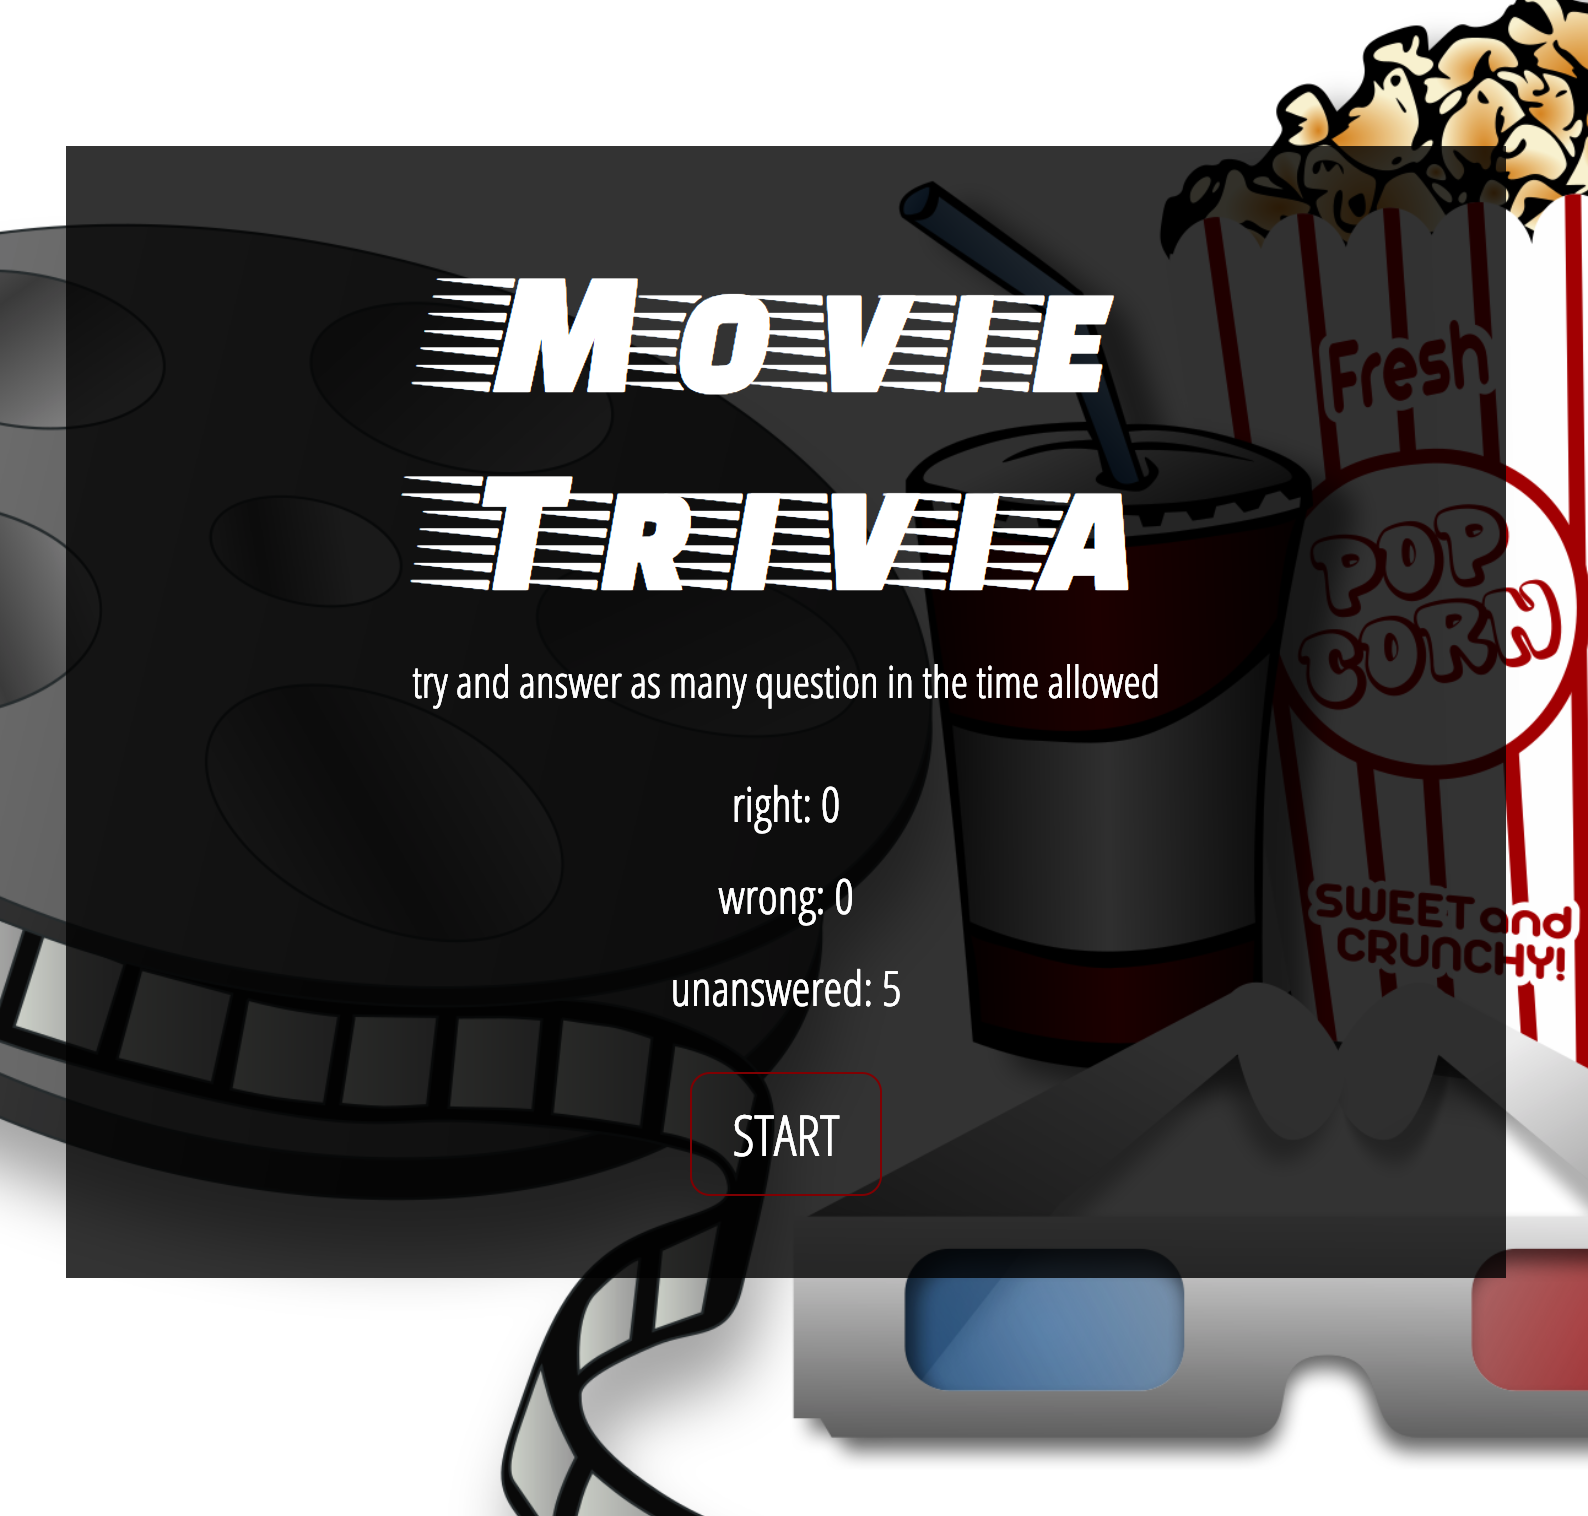 Movie
Trivia
try and answer as many question in the time allowed
right: 0
wrong: 0
unanswered: 5
START
Fresh
POP
CORN
SWEET and
CRUNCHY!